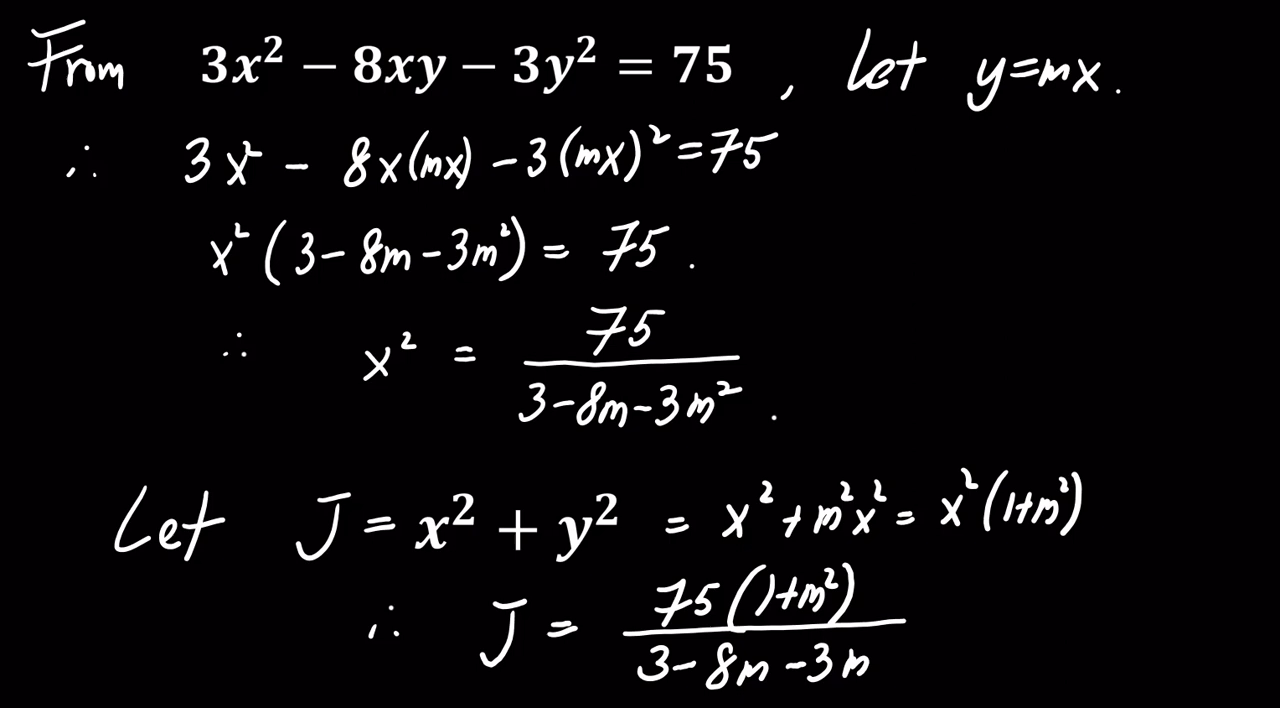 From 3x² − 8xy − 3y² = 75 , Let y=mx.
∴ 3x² − 8x(mx) − 3(mx)² = 75
x²(3−8m−3m²) = 75 .
∴ x² = 75/(3−8m−3m²) .
Let J = x² + y² = x²+m²x² = x²(1+m²)
∴ J = 75(1+m²)/(3−8m−3m)